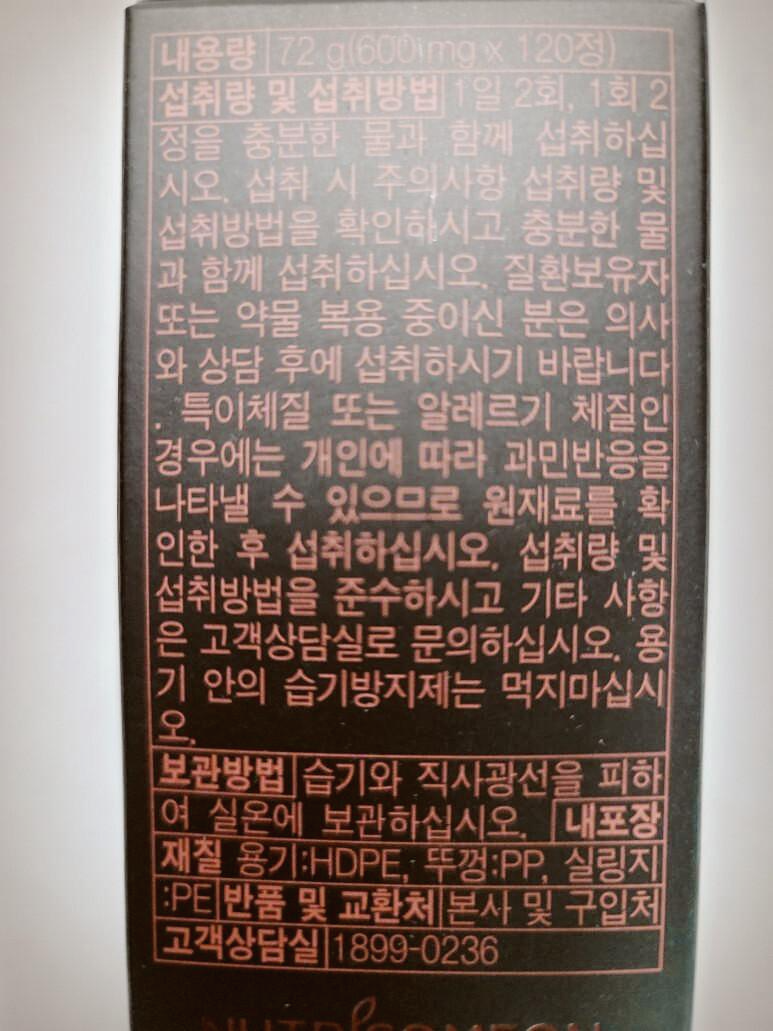 내용량 72 g(600 mg x 120정)
섭취량 및 섭취방법 1일 2회, 1회 2
정을 충분한 물과 함께 섭취하십
시오. 섭취 시 주의사항 섭취량 및
섭취방법을 확인하시고 충분한 물
과 함께 섭취하십시오. 질환보유자
또는 약물 복용 중이신 분은 의사
와 상담 후에 섭취하시기 바랍니다
. 특이체질 또는 알레르기 체질인
경우에는 개인에 따라 과민반응을
나타낼 수 있으므로 원재료를 확
인한 후 섭취하십시오. 섭취량 및
섭취방법을 준수하시고 기타 사항
은 고객상담실로 문의하십시오. 용
기 안의 습기방지제는 먹지마십시
오.
보관방법 습기와 직사광선을 피하
여 실온에 보관하십시오. 내포장
재질 용기:HDPE, 뚜껑:PP, 실링지
:PE 반품 및 교환처 본사 및 구입처
고객상담실 1899-0236